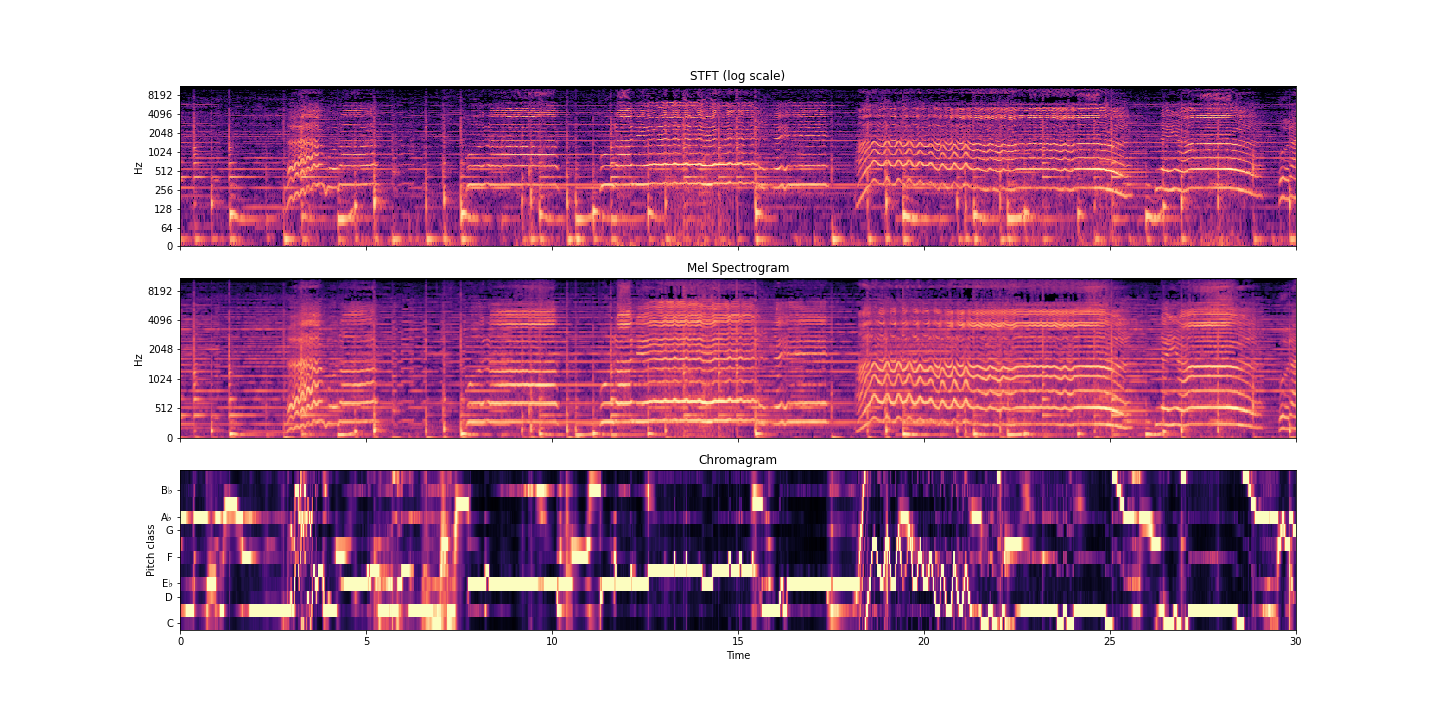 STFT (log scale)
8192
4096
2048
1024
512
256
128
64
0
Hz
Mel Spectrogram
8192
4096
2048
1024
512
0
Hz
Chromagram
B♭
A♭
G
F
E♭
D
C
Pitch class
0 5 10 15 20 25 30
Time